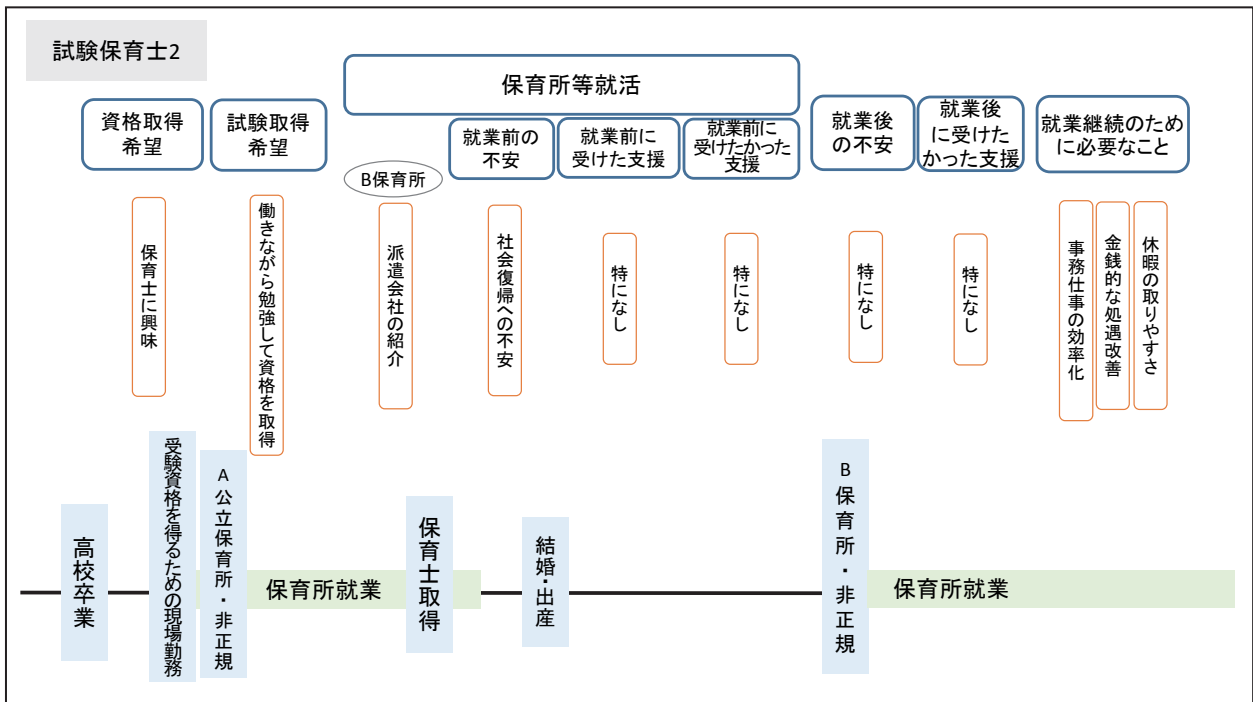 試験保育士2
保育所等就活
資格取得
希望
試験取得
希望
就業前の
不安
就業前に
受けた支援
就業前に
受けたかった
支援
就業後
の不安
就業後
に受けた
かった支援
就業継続のため
に必要なこと
B保育所
保育士に興味
働きながら勉強して資格を取得
派遣会社の紹介
社会復帰への不安
特になし
特になし
特になし
特になし
事務仕事の効率化
金銭的な処遇改善
休暇の取りやすさ
高校卒業
受験資格を得るための現場勤務
A公立保育所・非正規
保育所就業
保育士取得
結婚・出産
B保育所・非正規
保育所就業